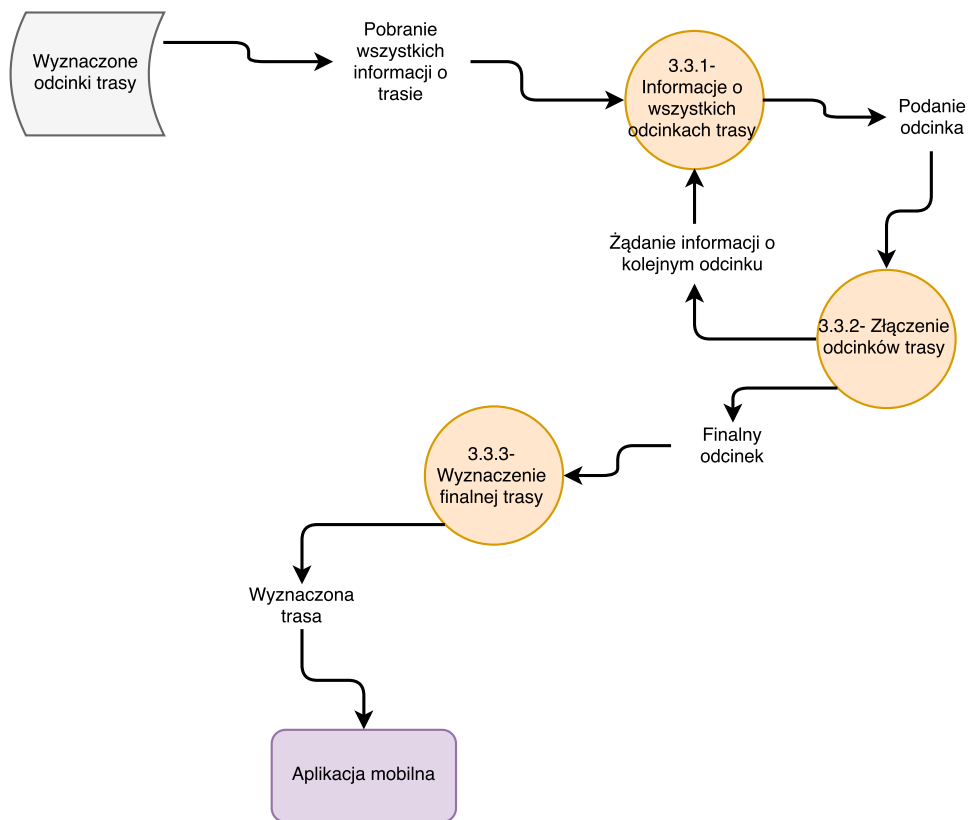 Wyznaczone
odcinki trasy
Pobranie
wszystkich
informacji o
trasie
3.3.1-
Informacje o
wszystkich
odcinkach trasy
Podanie
odcinka
Żądanie informacji o
kolejnym odcinku
3.3.2- Złączenie
odcinków trasy
Finalny
odcinek
3.3.3-
Wyznaczenie
finalnej trasy
Wyznaczona
trasa
Aplikacja mobilna